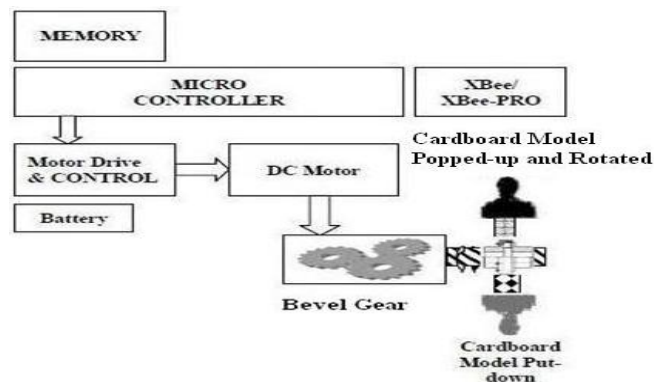 MEMORY
MICRO
CONTROLLER
XBee/
XBee-PRO
Cardboard Model
Popped-up and Rotated
Motor Drive
& CONTROL
DC Motor
Battery
Bevel Gear
Cardboard
Model Put-
down